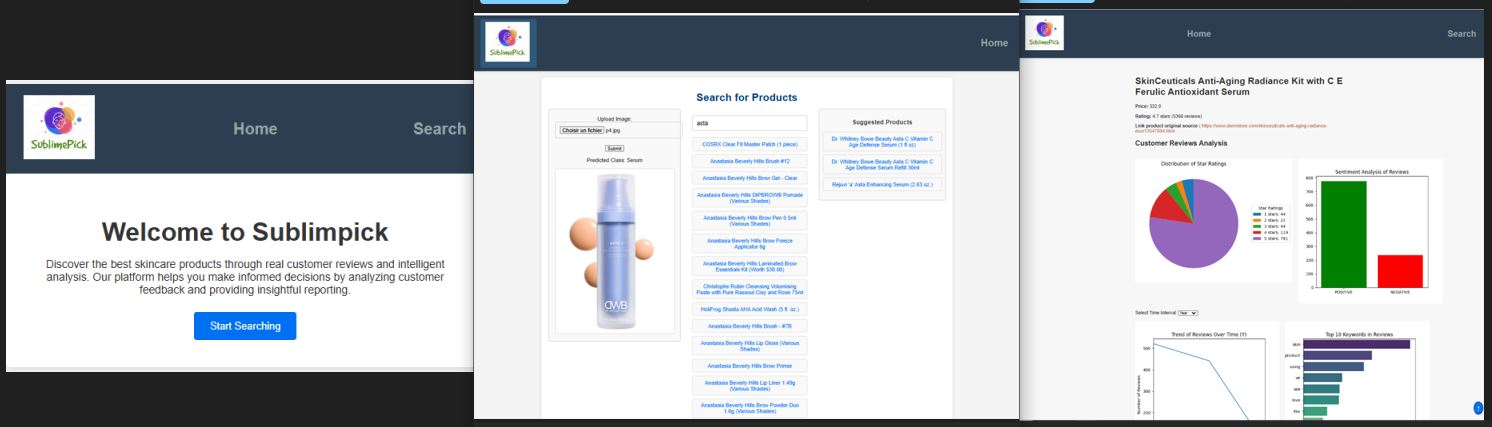 SublimePick
Home
Search
Welcome to Sublimpick
Discover the best skincare products through real customer reviews and intelligent
analysis. Our platform helps you make informed decisions by analyzing customer
feedback and providing insightful reporting.
Start Searching
SublimePick
Home
Search for Products
Upload Image:
Choisir un fichier p4.jpg
Submit
Predicted Class: Serum
DWB
asta
COSRX Clear Fit Master Patch (1 piece)
Anastasia Beverly Hills Brush #12
Anastasia Beverly Hills Brow Gel - Clear
Anastasia Beverly Hills DIPBROW® Pomade
(Various Shades)
Anastasia Beverly Hills Brow Pen 0.5ml
(Various Shades)
Anastasia Beverly Hills Brow Freeze
Applicator 6g
Anastasia Beverly Hills Laminated Brow
Essentials Kit (Worth $39.00)
Christophe Robin Cleansing Volumising
Paste with Pure Rassoul Clay and Rose 75ml
HoliFrog Shasta AHA Acid Wash (5 fl. oz.)
Anastasia Beverly Hills Brush - #7B
Anastasia Beverly Hills Lip Gloss (Various
Shades)
Anastasia Beverly Hills Brow Primer
Anastasia Beverly Hills Lip Liner 1.49g
(Various Shades)
Anastasia Beverly Hills Brow Powder Duo
1.6g (Various Shades)
Suggested Products
Dr. Whitney Bowe Beauty Asta C Vitamin C
Age Defense Serum (1 fl oz)
Dr. Whitney Bowe Beauty Asta C Vitamin C
Age Defense Serum Refill 30ml
Rejuvi 'a' Asta Enhancing Serum (2.63 oz.)
SublimePick
Home
Search
SkinCeuticals Anti-Aging Radiance Kit with C E
Ferulic Antioxidant Serum
Price: 332.0
Rating: 4.7 stars (5366 reviews)
Link product original source : https://www.dermstore.com/skinceuticals-anti-aging-radiance-
Customer Reviews Analysis
Distribution of Star Ratings
Star Ratings
1 stars: 44
2 stars: 22
3 stars: 44
4 stars: 119
5 stars: 781
Sentiment Analysis of Reviews
800
700
600
500
400
300
200
100
0
POSITIVE
NEGATIVE
Select Time Interval Year
Trend of Reviews Over Time (Y)
500
400
300
200
Number of Reviews
Top 10 Keywords in Reviews
skin
product
using
ve
use
love
like